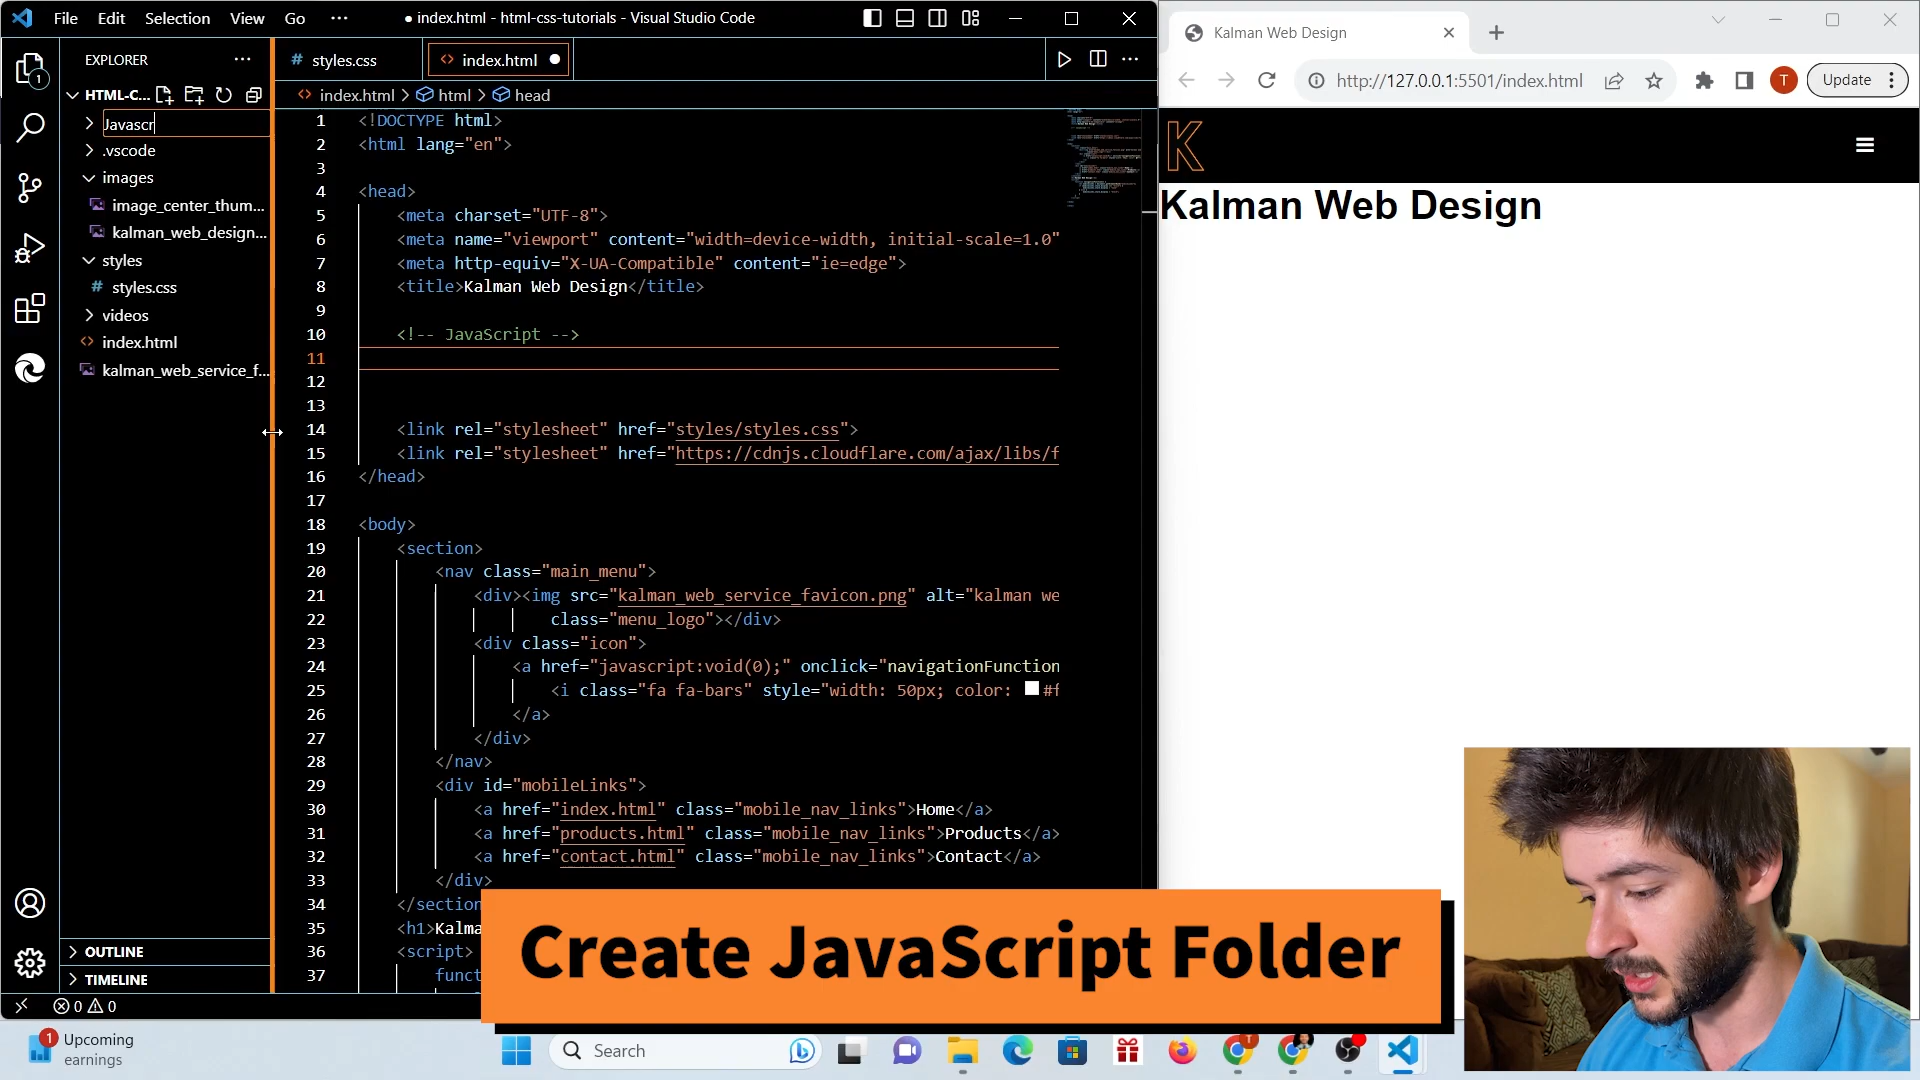 File Edit Selection View Go ···
● index.html - html-css-tutorials - Visual Studio Code
EXPLORER
HTML-C...
Javascr
.vscode
images
image_center_thum...
kalman_web_design...
styles
# styles.css
videos
<> index.html
kalman_web_service_f...
OUTLINE
TIMELINE
1
# styles.css
<> index.html ●
<> index.html > html > head
1 <!DOCTYPE html>
2 <html lang="en">
3
4 <head>
5 <meta charset="UTF-8">
6 <meta name="viewport" content="width=device-width, initial-scale=1.0"
7 <meta http-equiv="X-UA-Compatible" content="ie=edge">
8 <title>Kalman Web Design</title>
9
10 <!-- JavaScript -->
11
12
13
14 <link rel="stylesheet" href="styles/styles.css">
15 <link rel="stylesheet" href="https://cdnjs.cloudflare.com/ajax/libs/f
16 </head>
17
18 <body>
19 <section>
20 <nav class="main_menu">
21 <div><img src="kalman_web_service_favicon.png" alt="kalman we
22 class="menu_logo"></div>
23 <div class="icon">
24 <a href="javascript:void(0);" onclick="navigationFunction
25 <i class="fa fa-bars" style="width: 50px; color: #f
26 </a>
27 </div>
28 </nav>
29 <div id="mobileLinks">
30 <a href="index.html" class="mobile_nav_links">Home</a>
31 <a href="products.html" class="mobile_nav_links">Products</a>
32 <a href="contact.html" class="mobile_nav_links">Contact</a>
33 </div>
34 </section
35 <h1>Kalma
36 <script>
37 funct
0 0
Kalman Web Design
http://127.0.0.1:5501/index.html
T
Update
K
Kalman Web Design
Create JavaScript Folder
1
Upcoming
earnings
Search